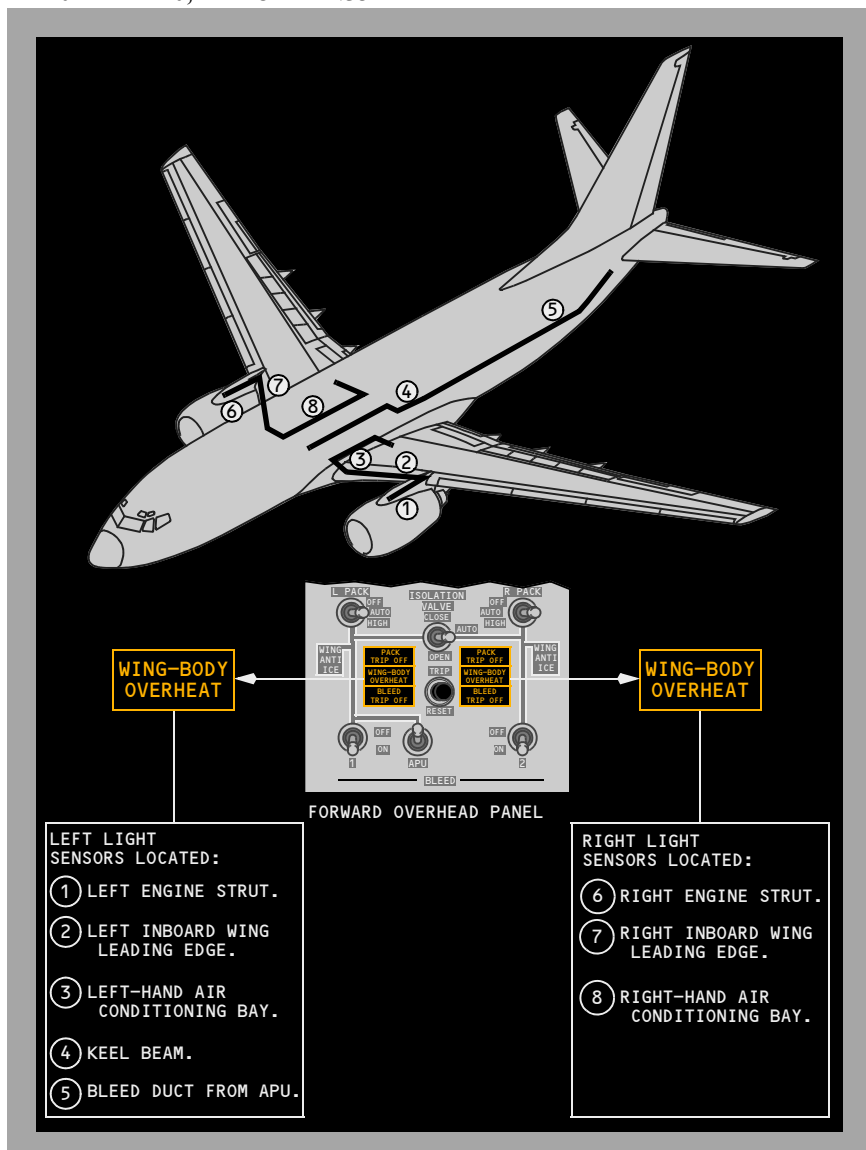 5
7
4
6
8
3
2
1
L PACK
ISOLATION
VALVE
R PACK
OFF
AUTO
HIGH
CLOSE
OFF
AUTO
HIGH
AUTO
WING
ANTI
ICE
PACK
TRIP OFF
WING-BODY
OVERHEAT
BLEED
TRIP OFF
OPEN
TRIP
RESET
PACK
TRIP OFF
WING-BODY
OVERHEAT
BLEED
TRIP OFF
WING
ANTI
ICE
WING-BODY
OVERHEAT
WING-BODY
OVERHEAT
OFF
ON
OFF
ON
1
APU
2
BLEED
FORWARD OVERHEAD PANEL
LEFT LIGHT
SENSORS LOCATED:
1 LEFT ENGINE STRUT.
2 LEFT INBOARD WING
LEADING EDGE.
3 LEFT-HAND AIR
CONDITIONING BAY.
4 KEEL BEAM.
5 BLEED DUCT FROM APU.
RIGHT LIGHT
SENSORS LOCATED:
6 RIGHT ENGINE STRUT.
7 RIGHT INBOARD WING
LEADING EDGE.
8 RIGHT-HAND AIR
CONDITIONING BAY.